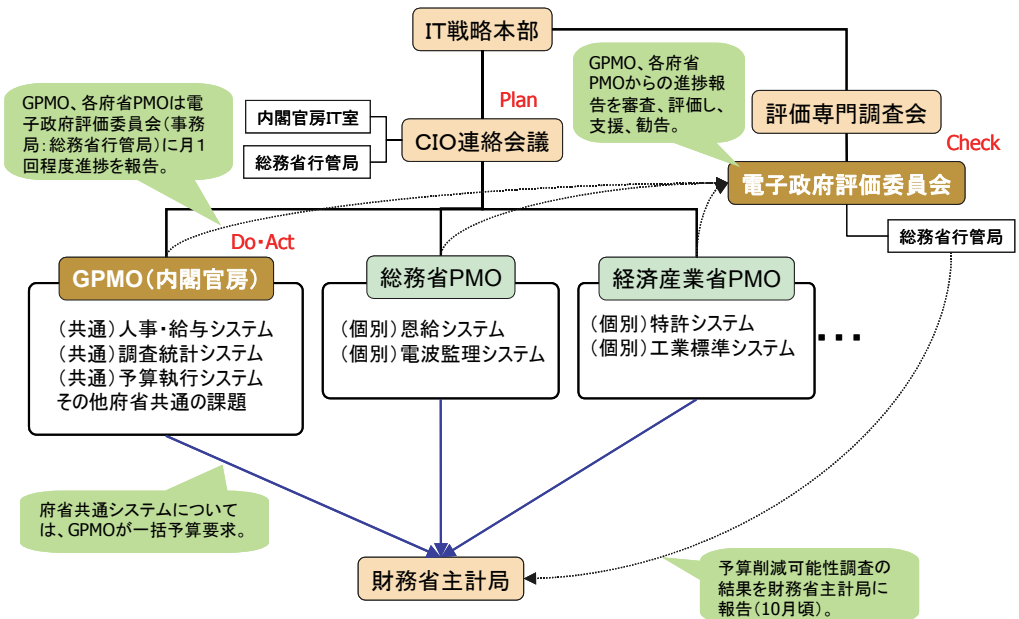 IT戦略本部
GPMO、各府省
PMOからの進捗報
告を審査、評価し、
支援、勧告。
GPMO、各府省PMOは電
子政府評価委員会（事務
局：総務省行管局）に月1
回程度進捗を報告。
Plan
内閣官房IT室
総務省行管局
CIO連絡会議
評価専門調査会
Check
電子政府評価委員会
総務省行管局
Do・Act
GPMO（内閣官房）
（共通）人事・給与システム
（共通）調査統計システム
（共通）予算執行システム
その他府省共通の課題
総務省PMO
（個別）恩給システム
（個別）電波監理システム
経済産業省PMO
（個別）特許システム
（個別）工業標準システム
・・・
府省共通システムについて
は、GPMOが一括予算要求。
財務省主計局
予算削減可能性調査の
結果を財務省主計局に
報告（10月頃）。